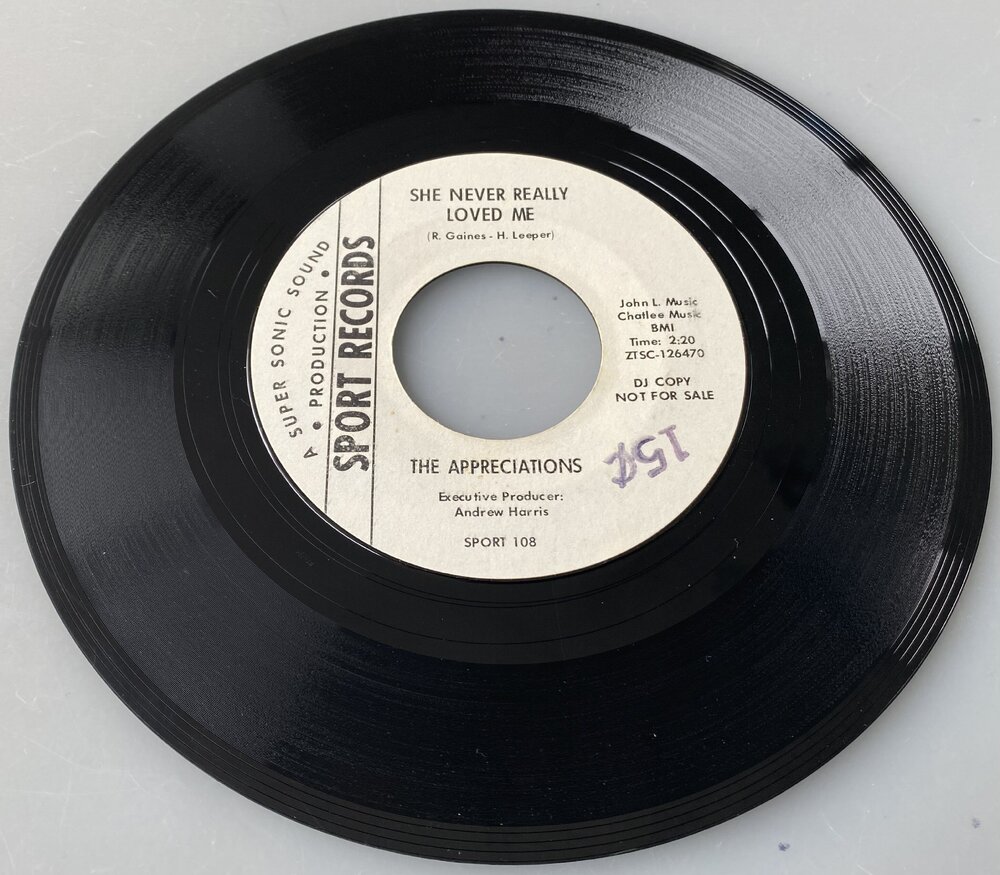 SHE NEVER REALLY
LOVED ME
(R. Gaines - H. Leeper)
A SUPER SONIC SOUND
• PRODUCTION •
SPORT RECORDS
John L. Music
Chatlee Music
BMI
Time: 2:20
ZTSC-126470
DJ COPY
NOT FOR SALE
15¢
THE APPRECIATIONS
Executive Producer:
Andrew Harris
SPORT 108